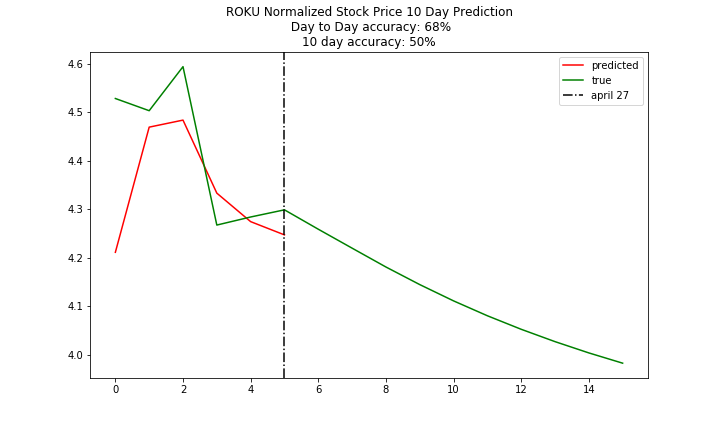 ROKU Normalized Stock Price 10 Day Prediction
Day to Day accuracy: 68%
10 day accuracy: 50%
predicted
true
april 27
4.6
4.5
4.4
4.3
4.2
4.1
4.0
0 2 4 6 8 10 12 14